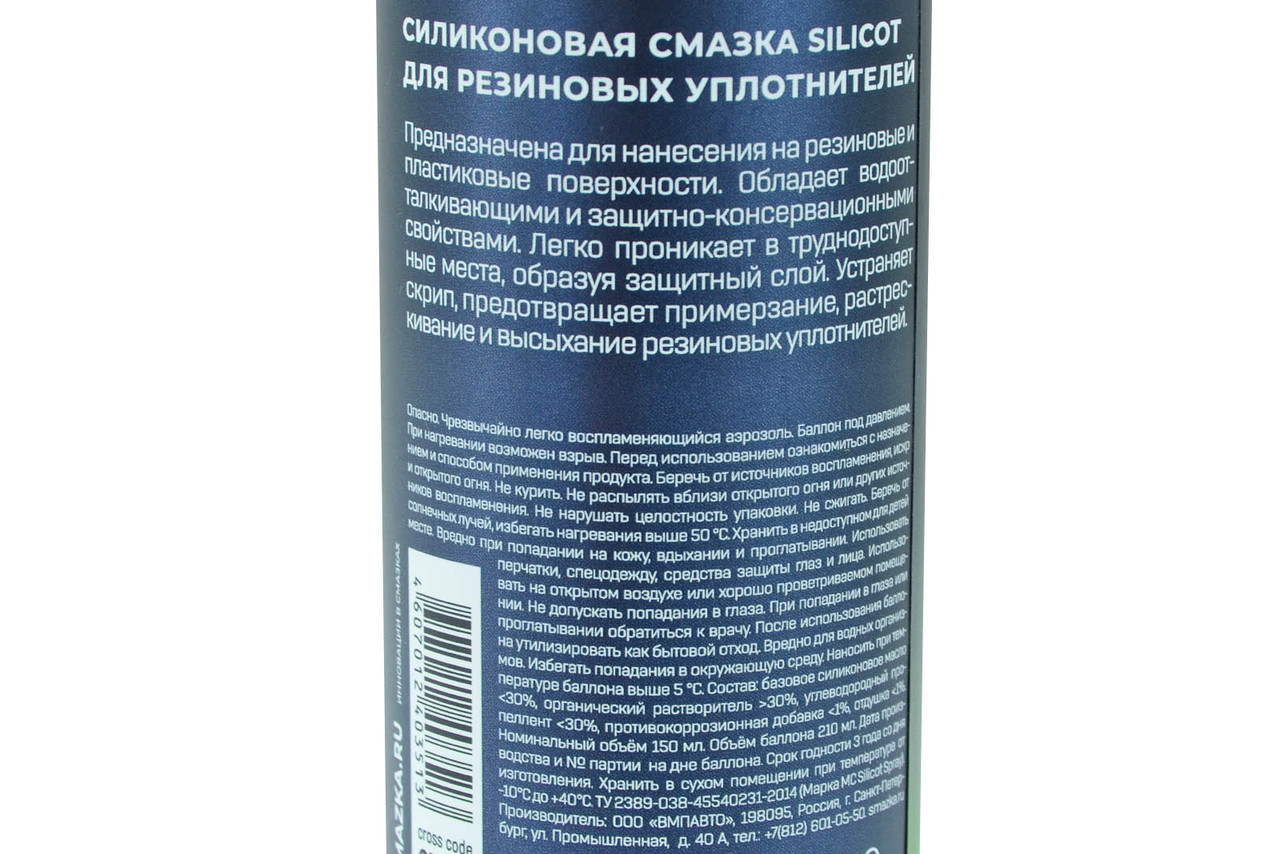 СИЛИКОНОВАЯ СМАЗКА SILICOT
ДЛЯ РЕЗИНОВЫХ УПЛОТНИТЕЛЕЙ
Предназначена для нанесения на резиновые и
пластиковые поверхности. Обладает водоот-
талкивающими и защитно-консервационными
свойствами. Легко проникает в труднодоступ-
ные места, образуя защитный слой. Устраняет
скрип, предотвращает примерзание, растрес-
кивание и высыхание резиновых уплотнителей.
Опасно. Чрезвычайно легко воспламеняющийся аэрозоль. Баллон под давлением.
При нагревании возможен взрыв. Перед использованием ознакомиться с назначе-
нием и способом применения продукта. Беречь от источников воспламенения, искр
и открытого огня. Не курить. Не распылять вблизи открытого огня или других источ-
ников воспламенения. Не нарушать целостность упаковки. Не сжигать. Беречь от
солнечных лучей, избегать нагревания выше 50 °С. Хранить в недоступном для детей
месте. Вредно при попадании на кожу, вдыхании и проглатывании. Использовать
перчатки, спецодежду, средства защиты глаз и лица. Использо-
вать на открытом воздухе или хорошо проветриваемом помеще-
нии. Не допускать попадания в глаза. При попадании в глаза или
проглатывании обратиться к врачу. После использования балло-
на утилизировать как бытовой отход. Вредно для водных организ-
мов. Избегать попадания в окружающую среду. Наносить при тем-
пературе баллона выше 5 °С. Состав: базовое силиконовое масло
<30%, органический растворитель >30%, углеводородный про-
пеллент <30%, противокоррозионная добавка <1%, отдушка <1%.
Номинальный объём 150 мл. Объём баллона 210 мл. Дата произ-
водства и № партии на дне баллона. Срок годности 3 года со дня
изготовления. Хранить в сухом помещении при температуре от
-10°С до +40°С. ТУ 2389-038-45540231-2014 (Марка МС Silicot Spray).
Производитель: ООО «ВМПАВТО», 198095, Россия, г. Санкт-Петер-
бург, ул. Промышленная, д. 40 А, тел.: +7(812) 601-05-50. smazka.ru
MAZKA.RU
ИННОВАЦИИ В СМАЗКАХ
4607012403513
cross code